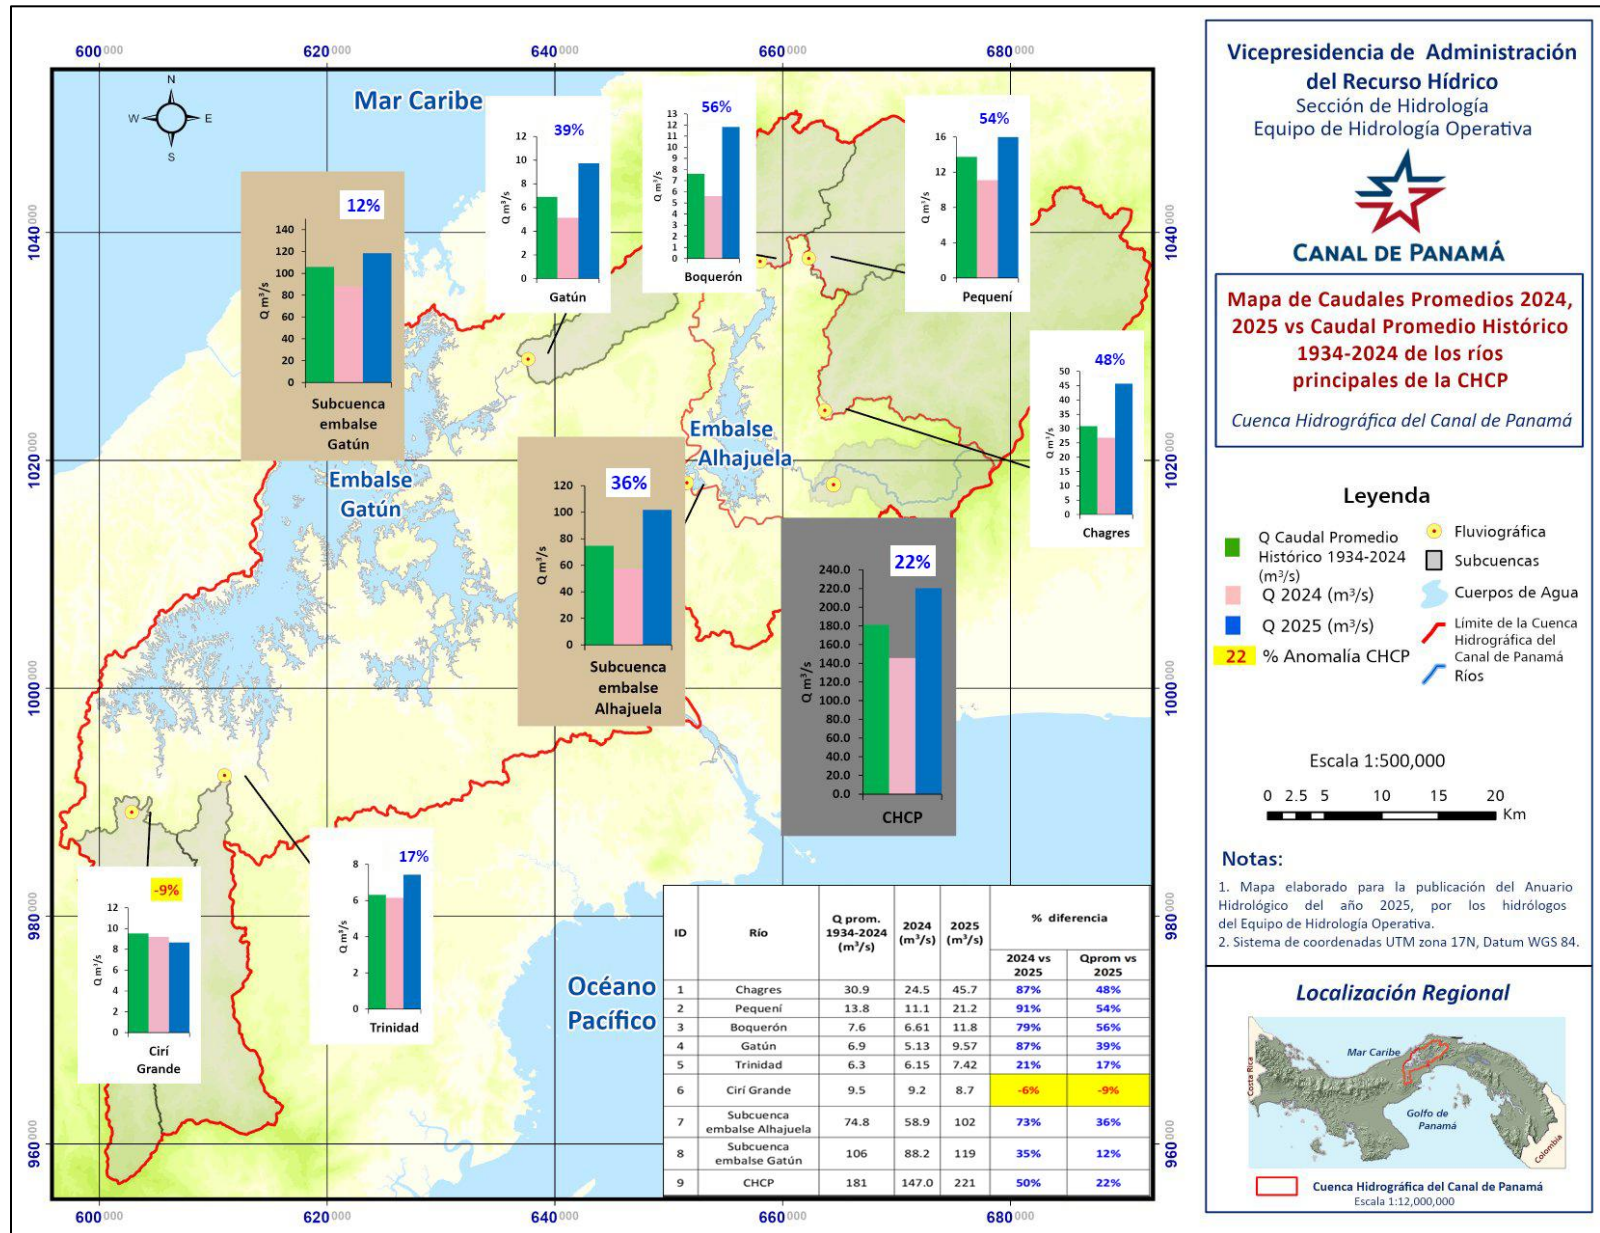 600000
620000
640000
660000
680000
1040000
1020000
1000000
980000
960000
1040000
1020000
1000000
980000
960000
600000
620000
640000
660000
680000
N
W
E
S
Mar Caribe
12%
Q m³/s
140
120
100
80
60
40
20
0
Subcuenca
embalse
Gatún
39%
Q m³/s
12
10
8
6
4
2
0
Gatún
56%
Q m³/s
13
12
11
10
9
8
7
6
5
4
3
2
2
1
0
Boquerón
54%
Q m³/s
16
12
8
4
0
Pequení
48%
Q m³/s
50
45
40
35
30
25
20
15
10
5
0
Chagres
Embalse
Gatún
Embalse
Alhajuela
36%
Q m³/s
120
100
80
60
40
20
0
Subcuenca
embalse
Alhajuela
22%
Q m³/s
240.0
220.0
200.0
180.0
160.0
140.0
120.0
100.0
80.0
60.0
40.0
20.0
0.0
CHCP
-9%
Q m³/s
12
10
8
6
4
2
0
Cirí
Grande
17%
Q m³/s
8
6
4
2
0
Trinidad
Océano
Pacífico
ID Río Q prom. 1934-2024 (m³/s) 2024 (m³/s) 2025 (m³/s) % diferencia
2024 vs 2025 Qprom vs 2025
1 Chagres 30.9 24.5 45.7 87% 48%
2 Pequení 13.8 11.1 21.2 91% 54%
3 Boquerón 7.6 6.61 11.8 79% 56%
4 Gatún 6.9 5.13 9.57 87% 39%
5 Trinidad 6.3 6.15 7.42 21% 17%
6 Cirí Grande 9.5 9.2 8.7 -6% -9%
7 Subcuenca embalse Alhajuela 74.8 58.9 102 73% 36%
8 Subcuenca embalse Gatún 106 88.2 119 35% 12%
9 CHCP 181 147.0 221 50% 22%
Vicepresidencia de Administración
del Recurso Hídrico
Sección de Hidrología
Equipo de Hidrología Operativa
CANAL DE PANAMÁ
Mapa de Caudales Promedios 2024,
2025 vs Caudal Promedio Histórico
1934-2024 de los ríos
principales de la CHCP
Cuenca Hidrográfica del Canal de Panamá
Leyenda
Q Caudal Promedio
Histórico 1934-2024
(m³/s)
Q 2024 (m³/s)
Q 2025 (m³/s)
22 % Anomalía CHCP
Fluviográfica
Subcuencas
Cuerpos de Agua
Límite de la Cuenca
Hidrográfica del
Canal de Panamá
Ríos
Escala 1:500,000
0 2.5 5 10 15 20
Km
Notas:
1. Mapa elaborado para la publicación del Anuario
Hidrológico del año 2025, por los hidrólogos
del Equipo de Hidrología Operativa.
2. Sistema de coordenadas UTM zona 17N, Datum WGS 84.
Localización Regional
Mar Caribe
Costa Rica
Golfo de
Panamá
Colombia
Cuenca Hidrográfica del Canal de Panamá
Escala 1:12,000,000